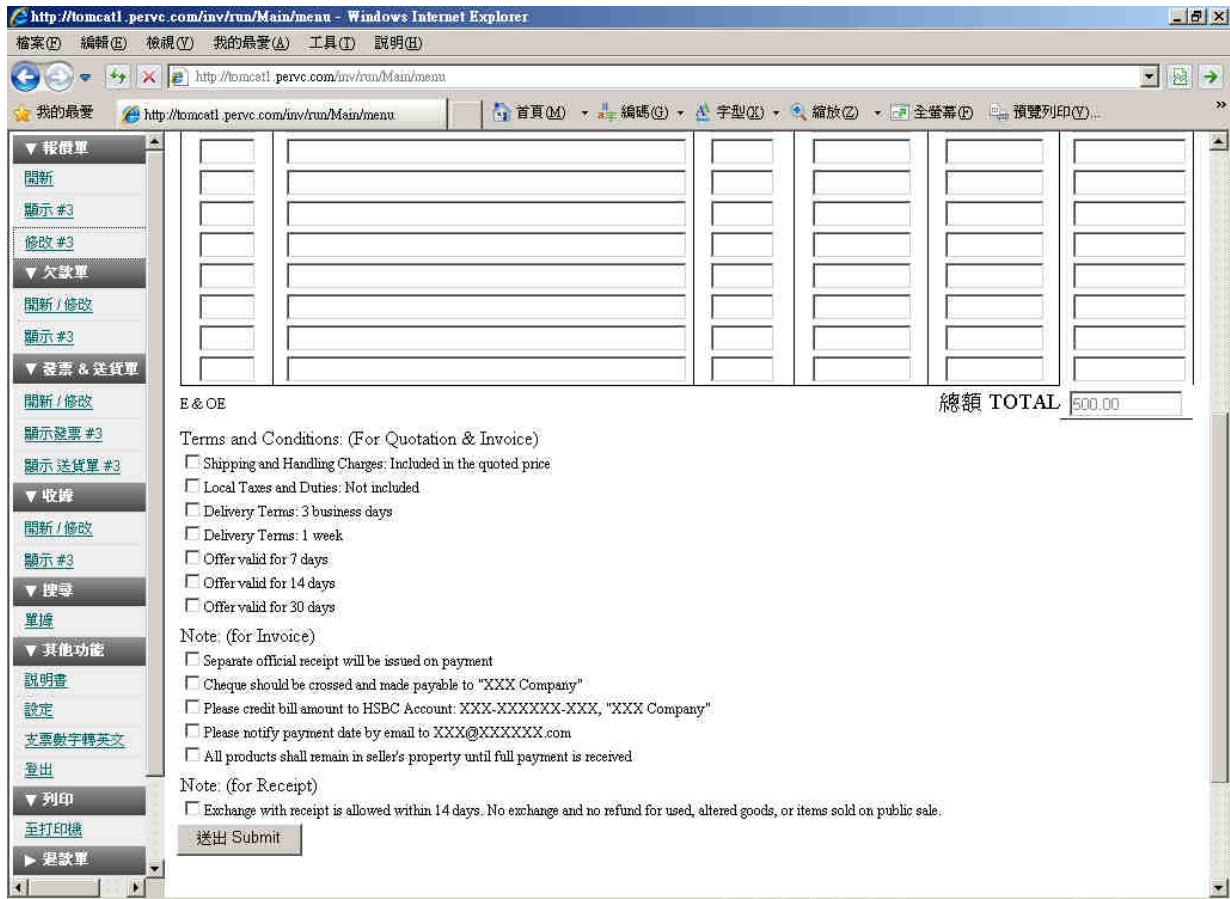 http://tomcat1.pervc.com/inv/run/Main/menu - Windows Internet Explorer
檔案(F) 編輯(E) 檢視(V) 我的最愛(A) 工具(T) 說明(H)
http://tomcat1.pervc.com/inv/run/Main/menu
我的最愛 http://tomcat1.pervc.com/inv/run/Main/menu 首頁(M) 編碼(G) 字型(X) 縮放(Z) 全螢幕(F) 預覽列印(V)... »
▼ 報價單
開新
顯示 #3
修改 #3
▼ 欠款單
開新 / 修改
顯示 #3
▼ 發票 & 送貨單
開新 / 修改
顯示發票 #3
顯示 送貨單 #3
▼ 收據
開新 / 修改
顯示 #3
▼ 搜尋
單據
▼ 其他功能
說明書
設定
支票數字轉英文
登出
▼ 列印
至打印機
▶ 退款單
E & OE 總額 TOTAL 500.00
Terms and Conditions: (For Quotation & Invoice)
Shipping and Handling Charges: Included in the quoted price
Local Taxes and Duties: Not included
Delivery Terms: 3 business days
Delivery Terms: 1 week
Offer valid for 7 days
Offer valid for 14 days
Offer valid for 30 days
Note: (for Invoice)
Separate official receipt will be issued on payment
Cheque should be crossed and made payable to "XXX Company"
Please credit bill amount to HSBC Account: XXX-XXXXXX-XXX, "XXX Company"
Please notify payment date by email to XXX@XXXXXX.com
All products shall remain in seller's property until full payment is received
Note: (for Receipt)
Exchange with receipt is allowed within 14 days. No exchange and no refund for used, altered goods, or items sold on public sale.
送出 Submit